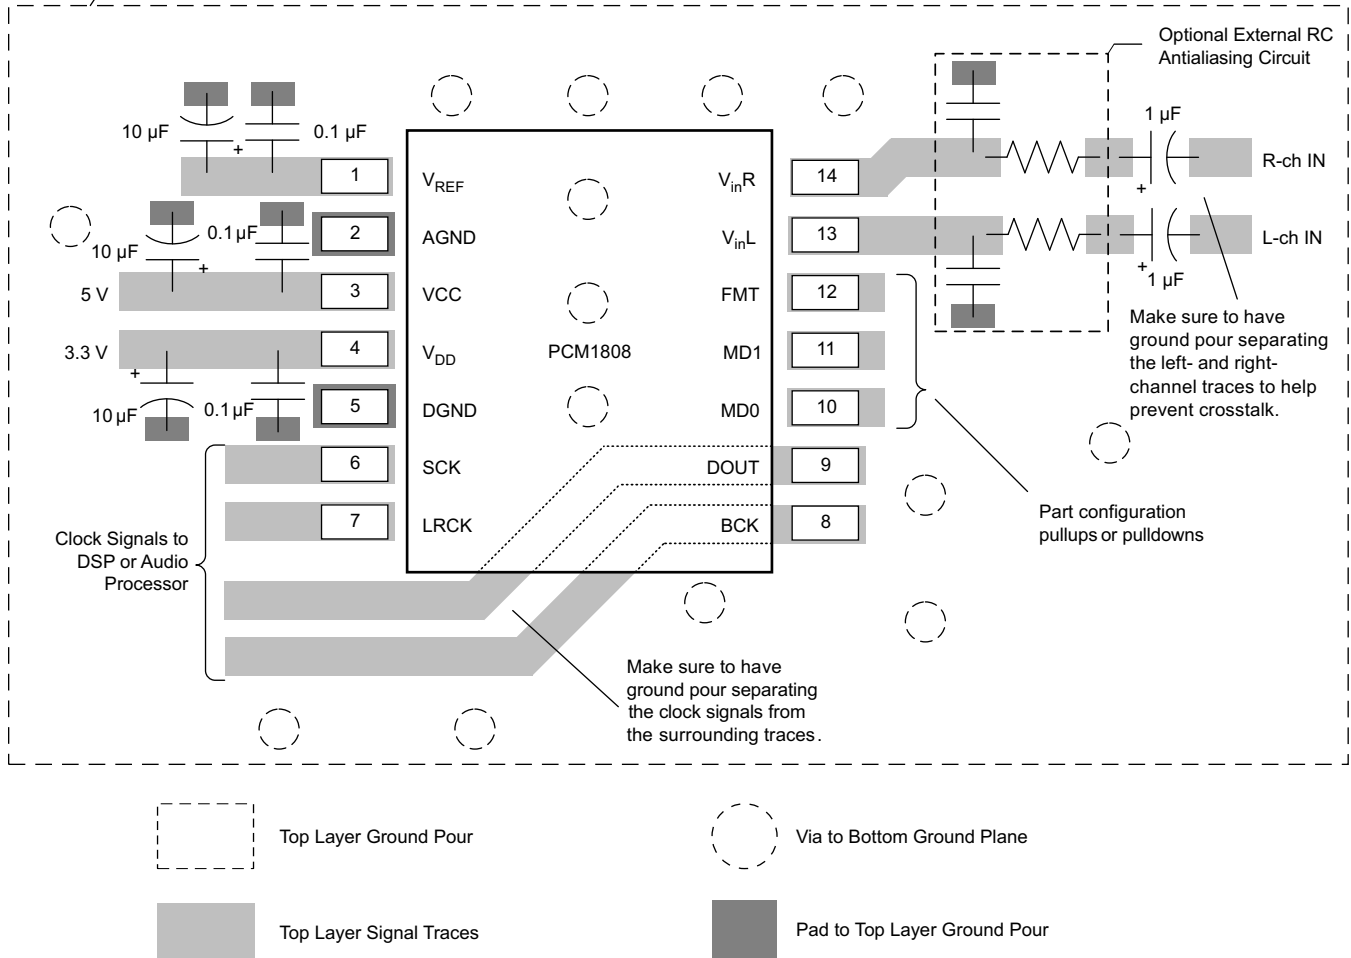 Optional External RC
Antialiasing Circuit
10 µF
+
0.1 µF
1 µF
+
R-ch IN
1
V_REF
V_inR
14
2
AGND
V_inL
13
L-ch IN
10 µF
+
0.1 µF
+
1 µF
5 V
3
VCC
FMT
12
3.3 V
4
V_DD
PCM1808
MD1
11
+
10 µF
0.1 µF
5
DGND
MD0
10
Make sure to have
ground pour separating
the left- and right-
channel traces to help
prevent crosstalk.
6
SCK
DOUT
9
7
LRCK
BCK
8
Part configuration
pullups or pulldowns
Clock Signals to
DSP or Audio
Processor
Make sure to have
ground pour separating
the clock signals from
the surrounding traces.
Top Layer Ground Pour
Via to Bottom Ground Plane
Top Layer Signal Traces
Pad to Top Layer Ground Pour